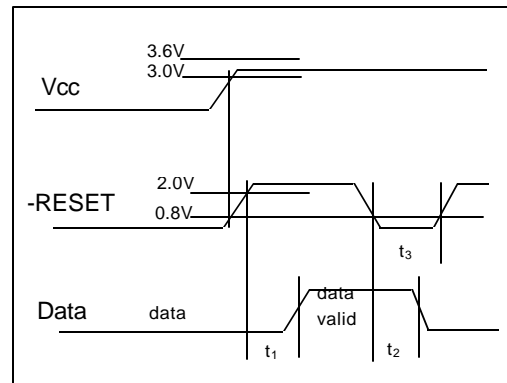 3.6V
3.0V
Vcc
2.0V
-RESET
0.8V
t3
Data
data
data
valid
t1
t2